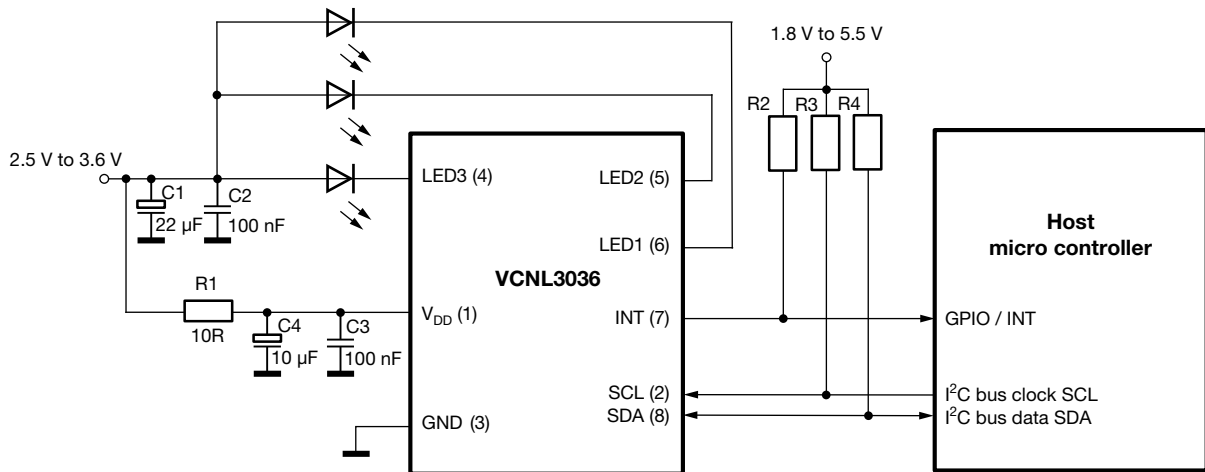 1.8 V to 5.5 V
R2
R3
R4
2.5 V to 3.6 V
C1
22 µF
C2
100 nF
LED3 (4)
LED2 (5)
LED1 (6)
VCNL3036
Host
micro controller
R1
10R
C4
10 µF
C3
100 nF
VDD (1)
INT (7)
GPIO / INT
SCL (2)
SDA (8)
I²C bus clock SCL
I²C bus data SDA
GND (3)